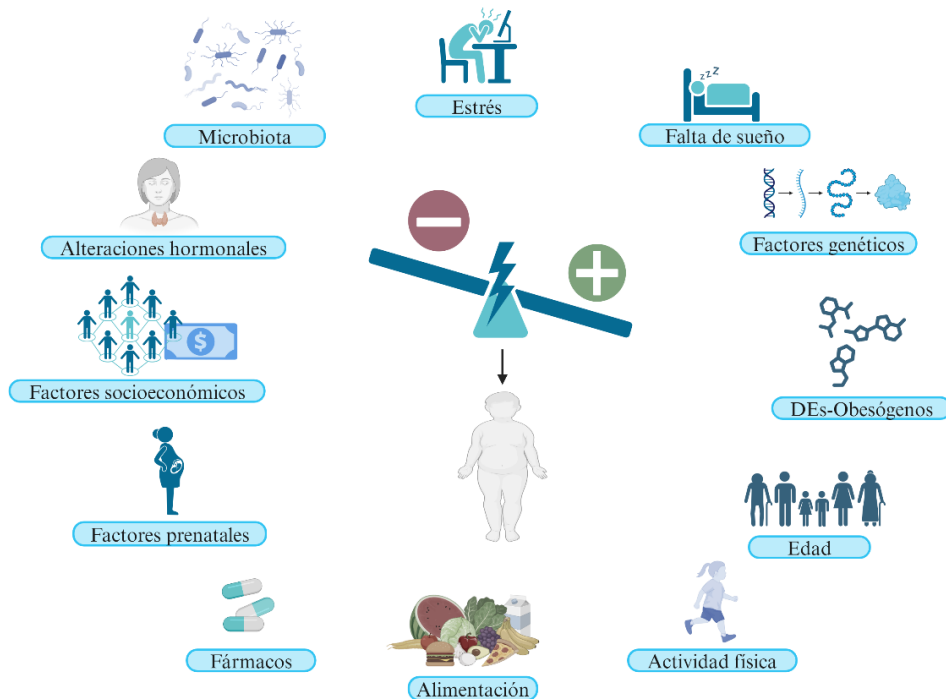 Estrés
Microbiota
Falta de sueño
zzz
Alteraciones hormonales
Factores genéticos
$
Factores socioeconómicos
DEs-Obesógenos
Factores prenatales
Edad
Fármacos
Actividad física
Alimentación